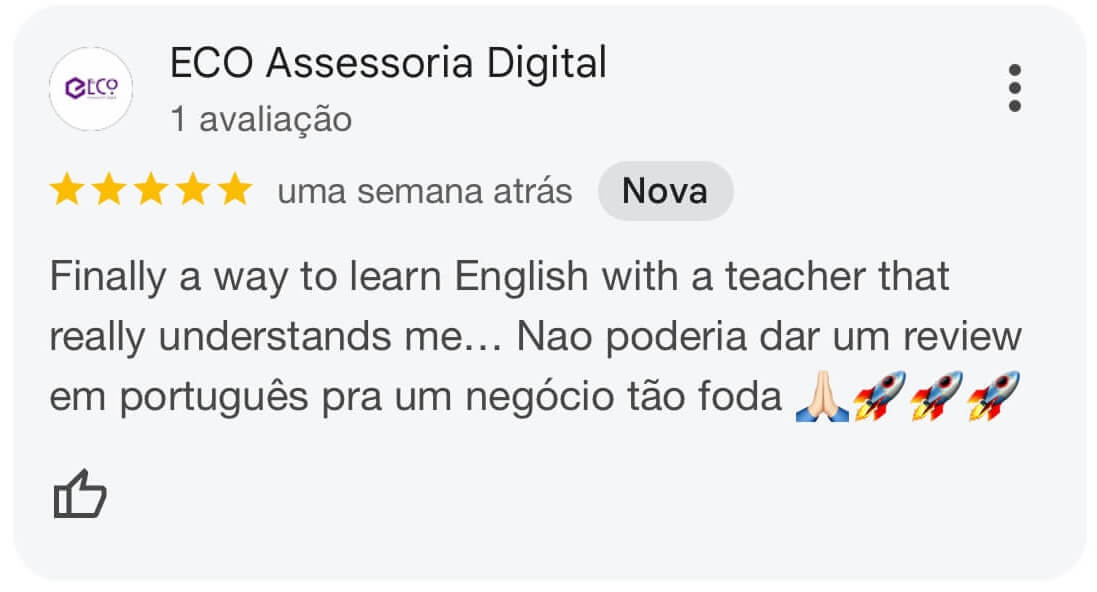 eco
ECO Assessoria Digital
1 avaliação
uma semana atrás Nova
Finally a way to learn English with a teacher that
really understands me… Nao poderia dar um review
em português pra um negócio tão foda 🙏🏻🚀🚀🚀